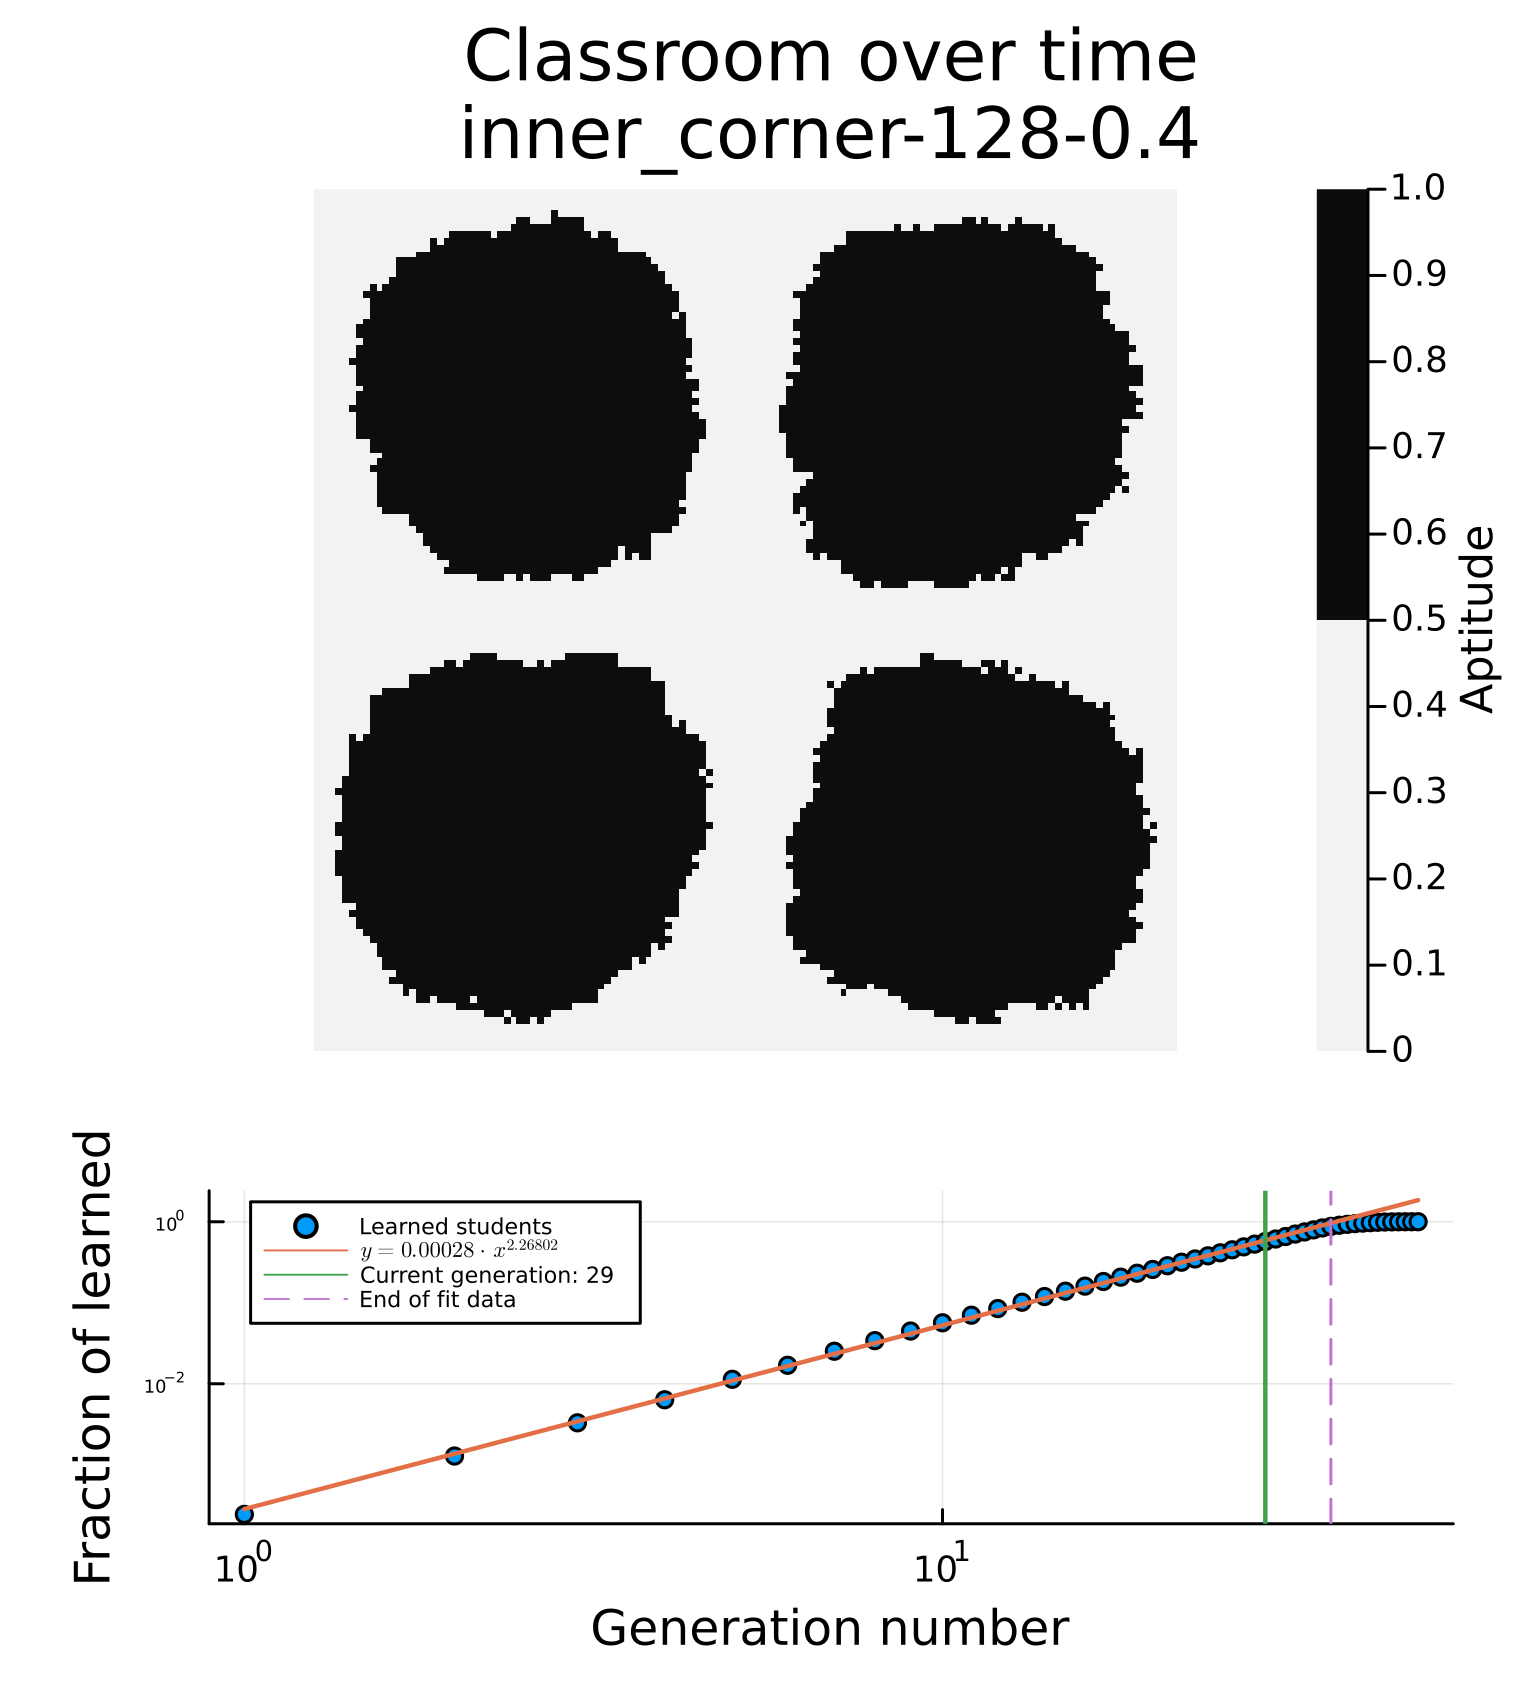 Classroom over time
inner_corner-128-0.4
1.0
0.9
0.8
0.7
0.6
0.5
0.4
0.3
0.2
0.1
0
Aptitude
Fraction of learned
10^0
10^-2
Learned students
y = 0.00028 · x^2.26802
Current generation: 29
End of fit data
10^0
10^1
Generation number